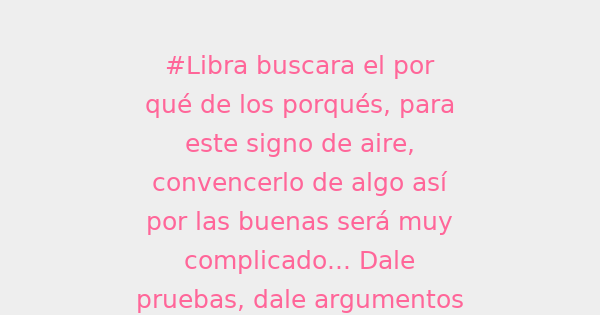 #Libra buscara el por
qué de los porqués, para
este signo de aire,
convencerlo de algo así
por las buenas será muy
complicado... Dale
pruebas, dale argumentos